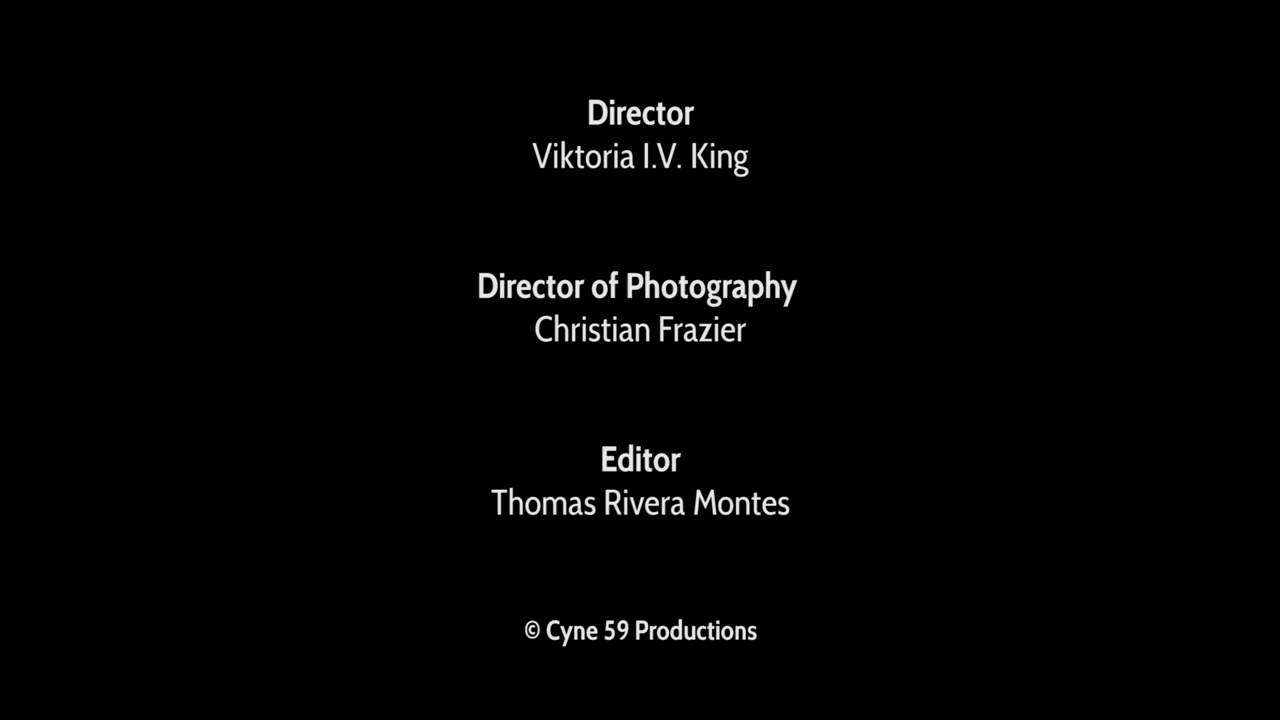 Director
Viktoria I.V. King
Director of Photography
Christian Frazier
Editor
Thomas Rivera Montes
© Cyne 59 Productions